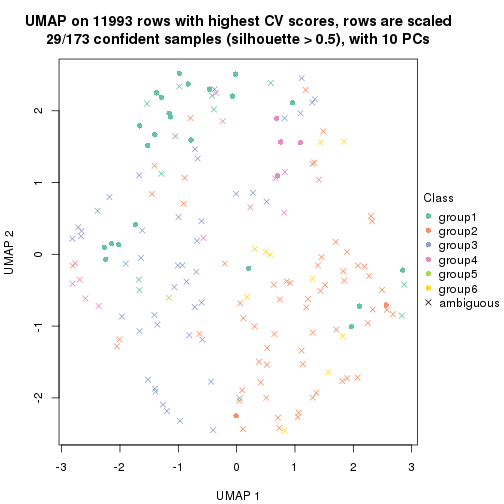 UMAP on 11993 rows with highest CV scores, rows are scaled
29/173 confident samples (silhouette > 0.5), with 10 PCs
2
1
0
-1
-2
UMAP 2
-3
-2
-1
0
1
2
3
UMAP 1
Class
group1
group2
group3
group4
group5
group6
ambiguous